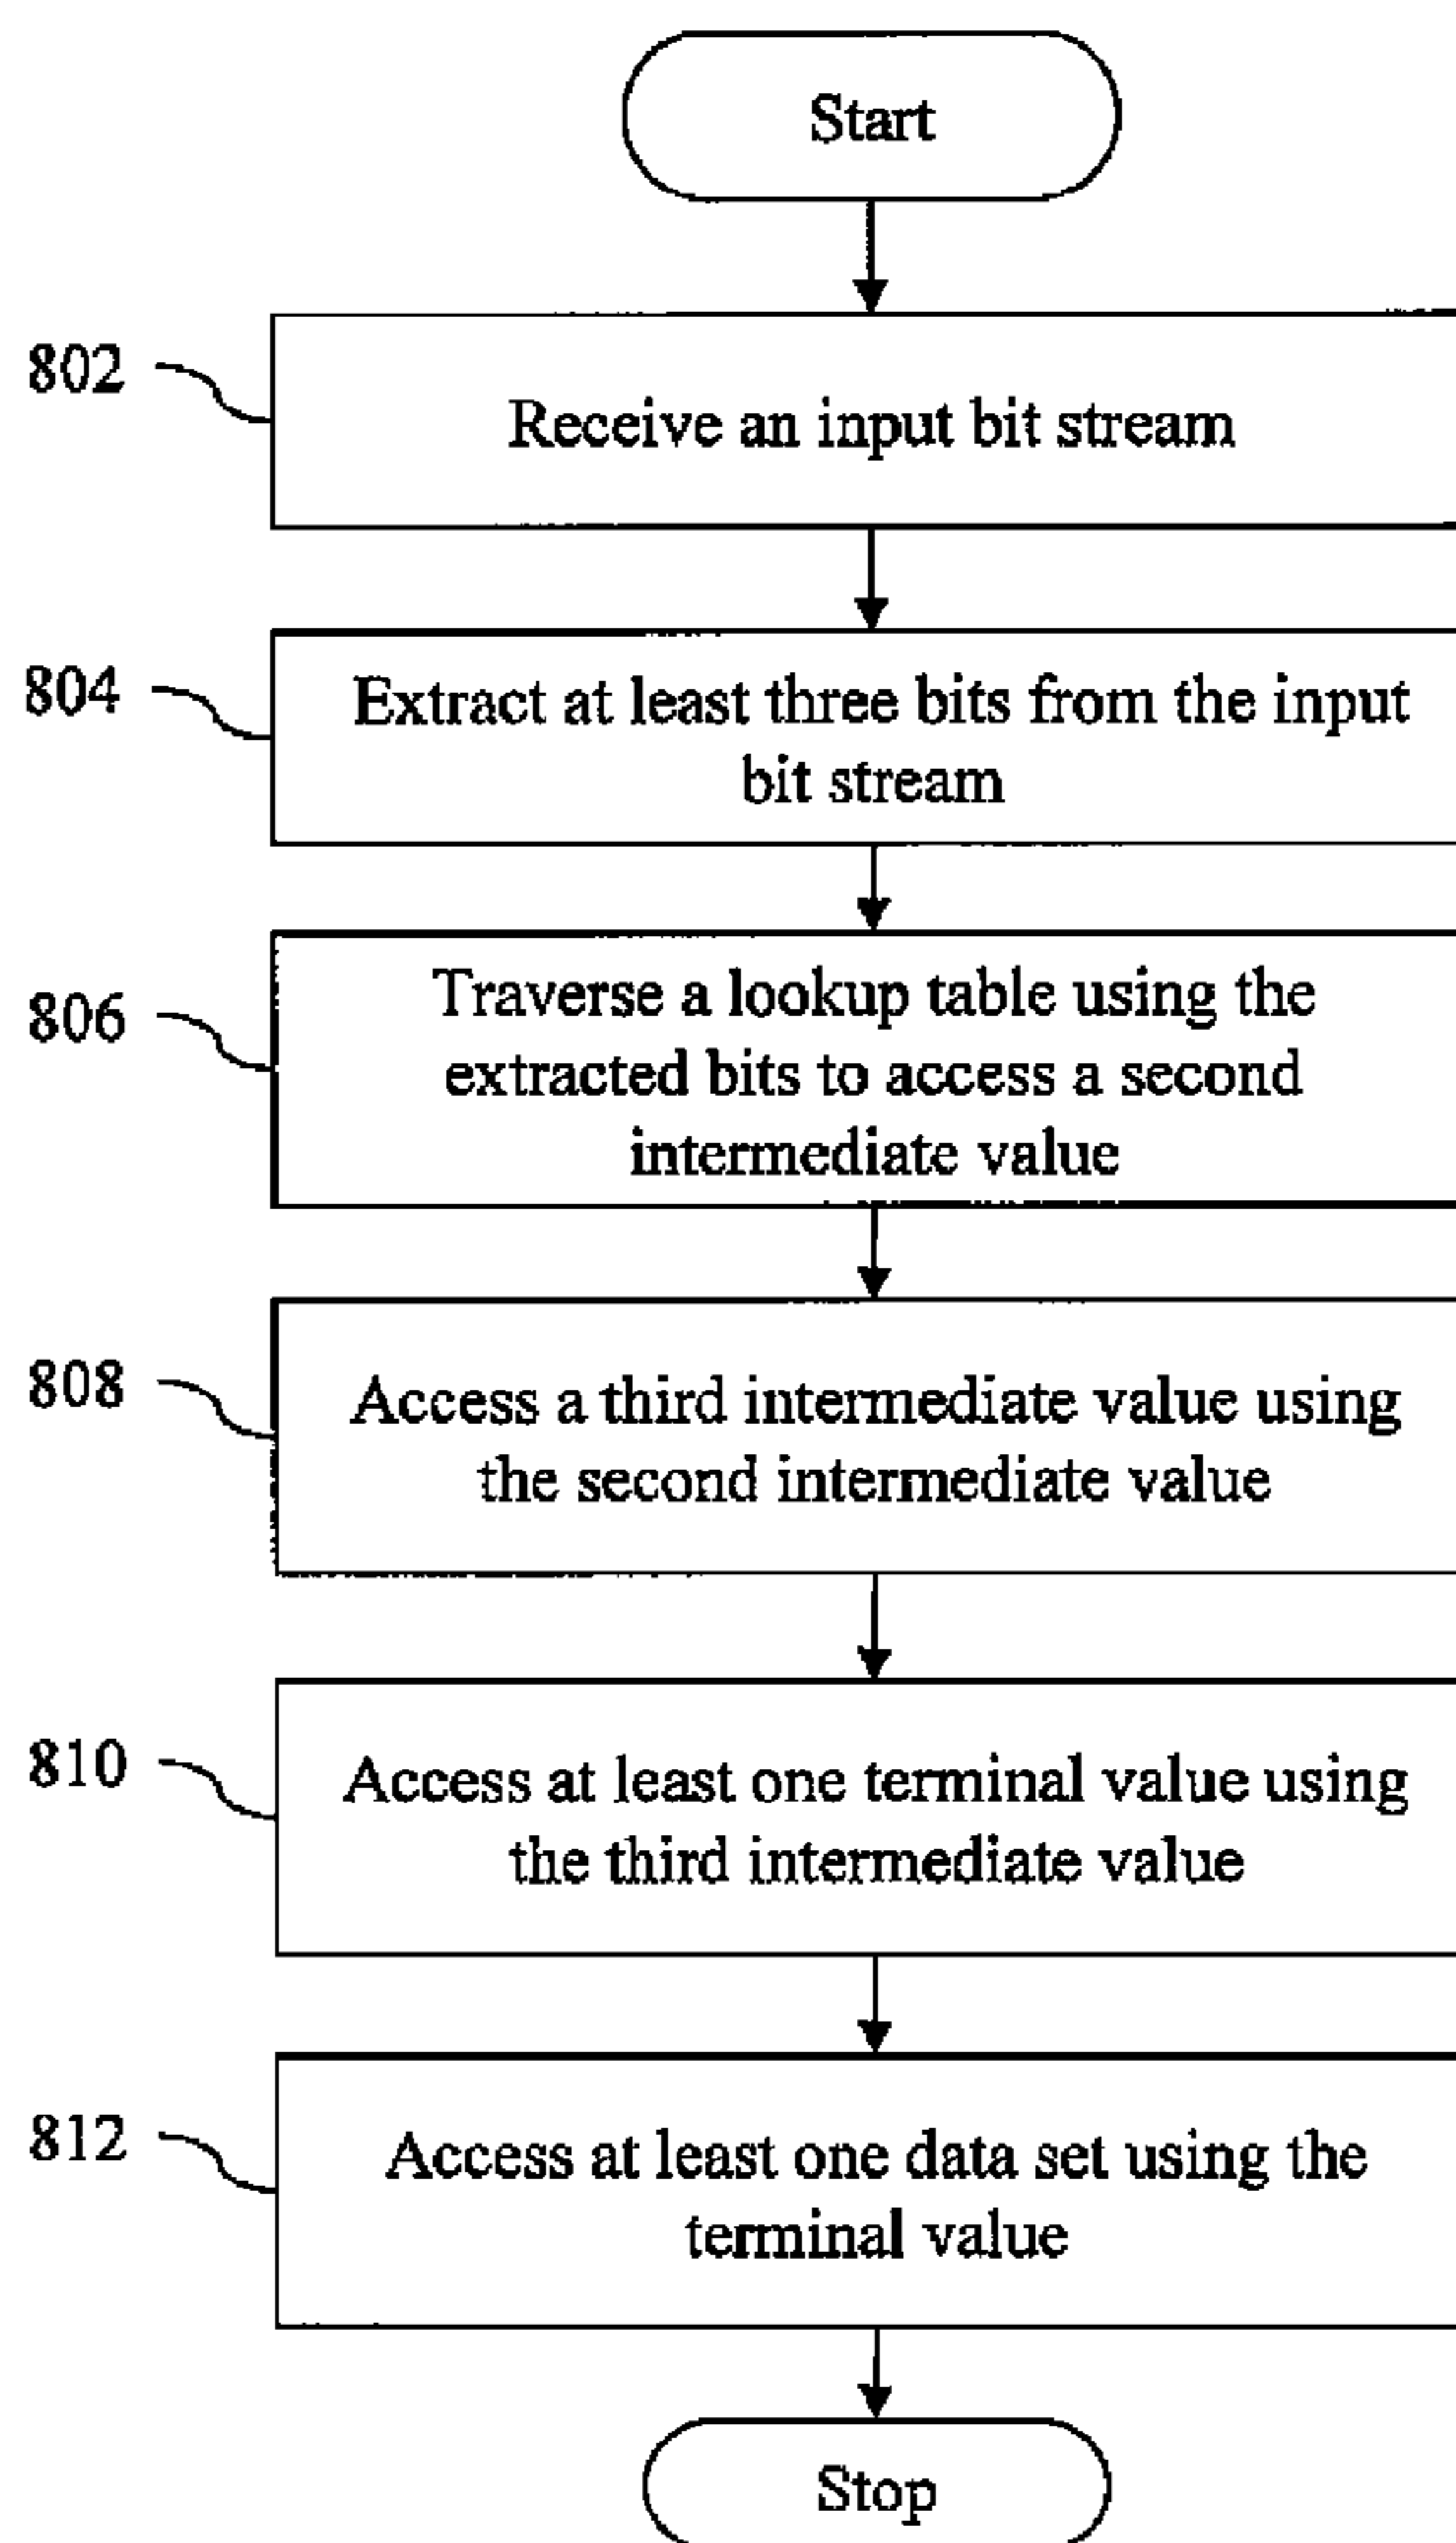 Start
802
Receive an input bit stream
804
Extract at least three bits from the input
bit stream
806
Traverse a lookup table using the
extracted bits to access a second
intermediate value
808
Access a third intermediate value using
the second intermediate value
810
Access at least one terminal value using
the third intermediate value
812
Access at least one data set using the
terminal value
Stop